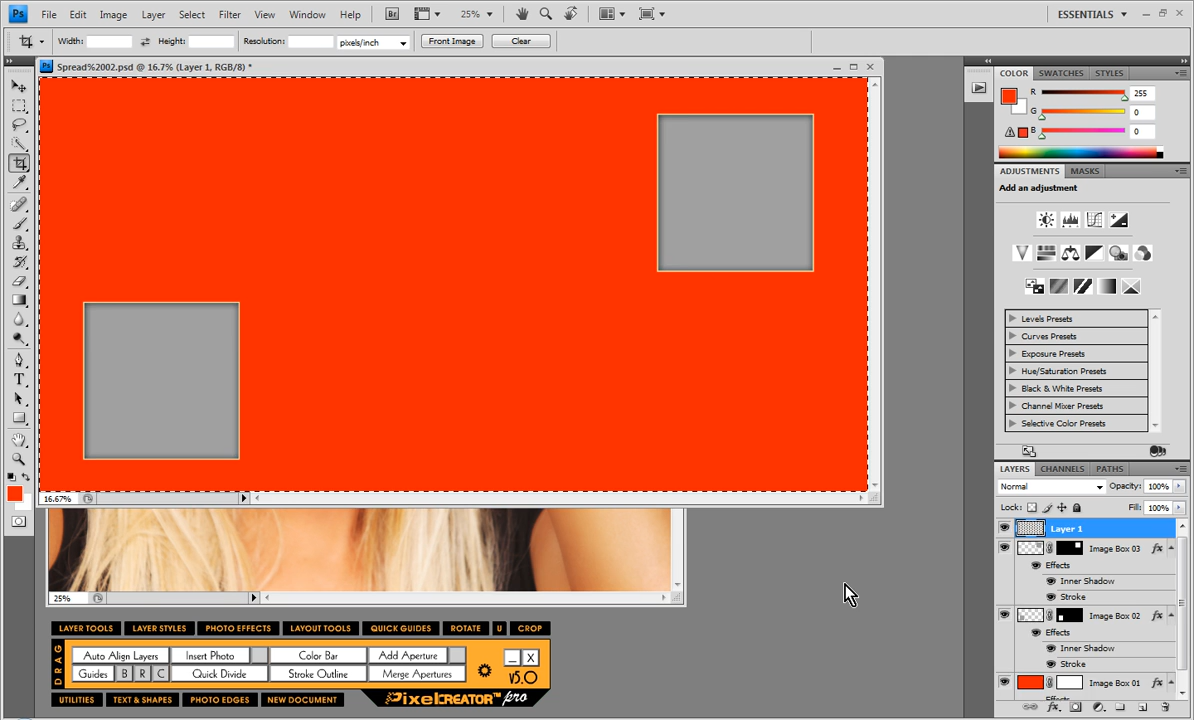 Ps File Edit Image Layer Select Filter View Window Help Br 25% ESSENTIALS
Width: Height: Resolution: pixels/inch Front Image Clear
Spread%2002.psd @ 16.7% (Layer 1, RGB/8) *
16.67%
25%
COLOR SWATCHES STYLES
R 255
G 0
B 0
ADJUSTMENTS MASKS
Add an adjustment
Levels Presets
Curves Presets
Exposure Presets
Hue/Saturation Presets
Black & White Presets
Channel Mixer Presets
Selective Color Presets
LAYERS CHANNELS PATHS
Normal Opacity: 100%
Lock: Fill: 100%
Layer 1
Image Box 03 fx
Effects
Inner Shadow
Stroke
Image Box 02 fx
Effects
Inner Shadow
Stroke
Image Box 01 fx
LAYER TOOLS LAYER STYLES PHOTO EFFECTS LAYOUT TOOLS QUICK GUIDES ROTATE U CROP
DRAG
Auto Align Layers Insert Photo Color Bar Add Aperture _ X
Guides B R C Quick Divide Stroke Outline Merge Apertures v5.0
UTILITIES TEXT & SHAPES PHOTO EDGES NEW DOCUMENT PixelCREATOR™ pro